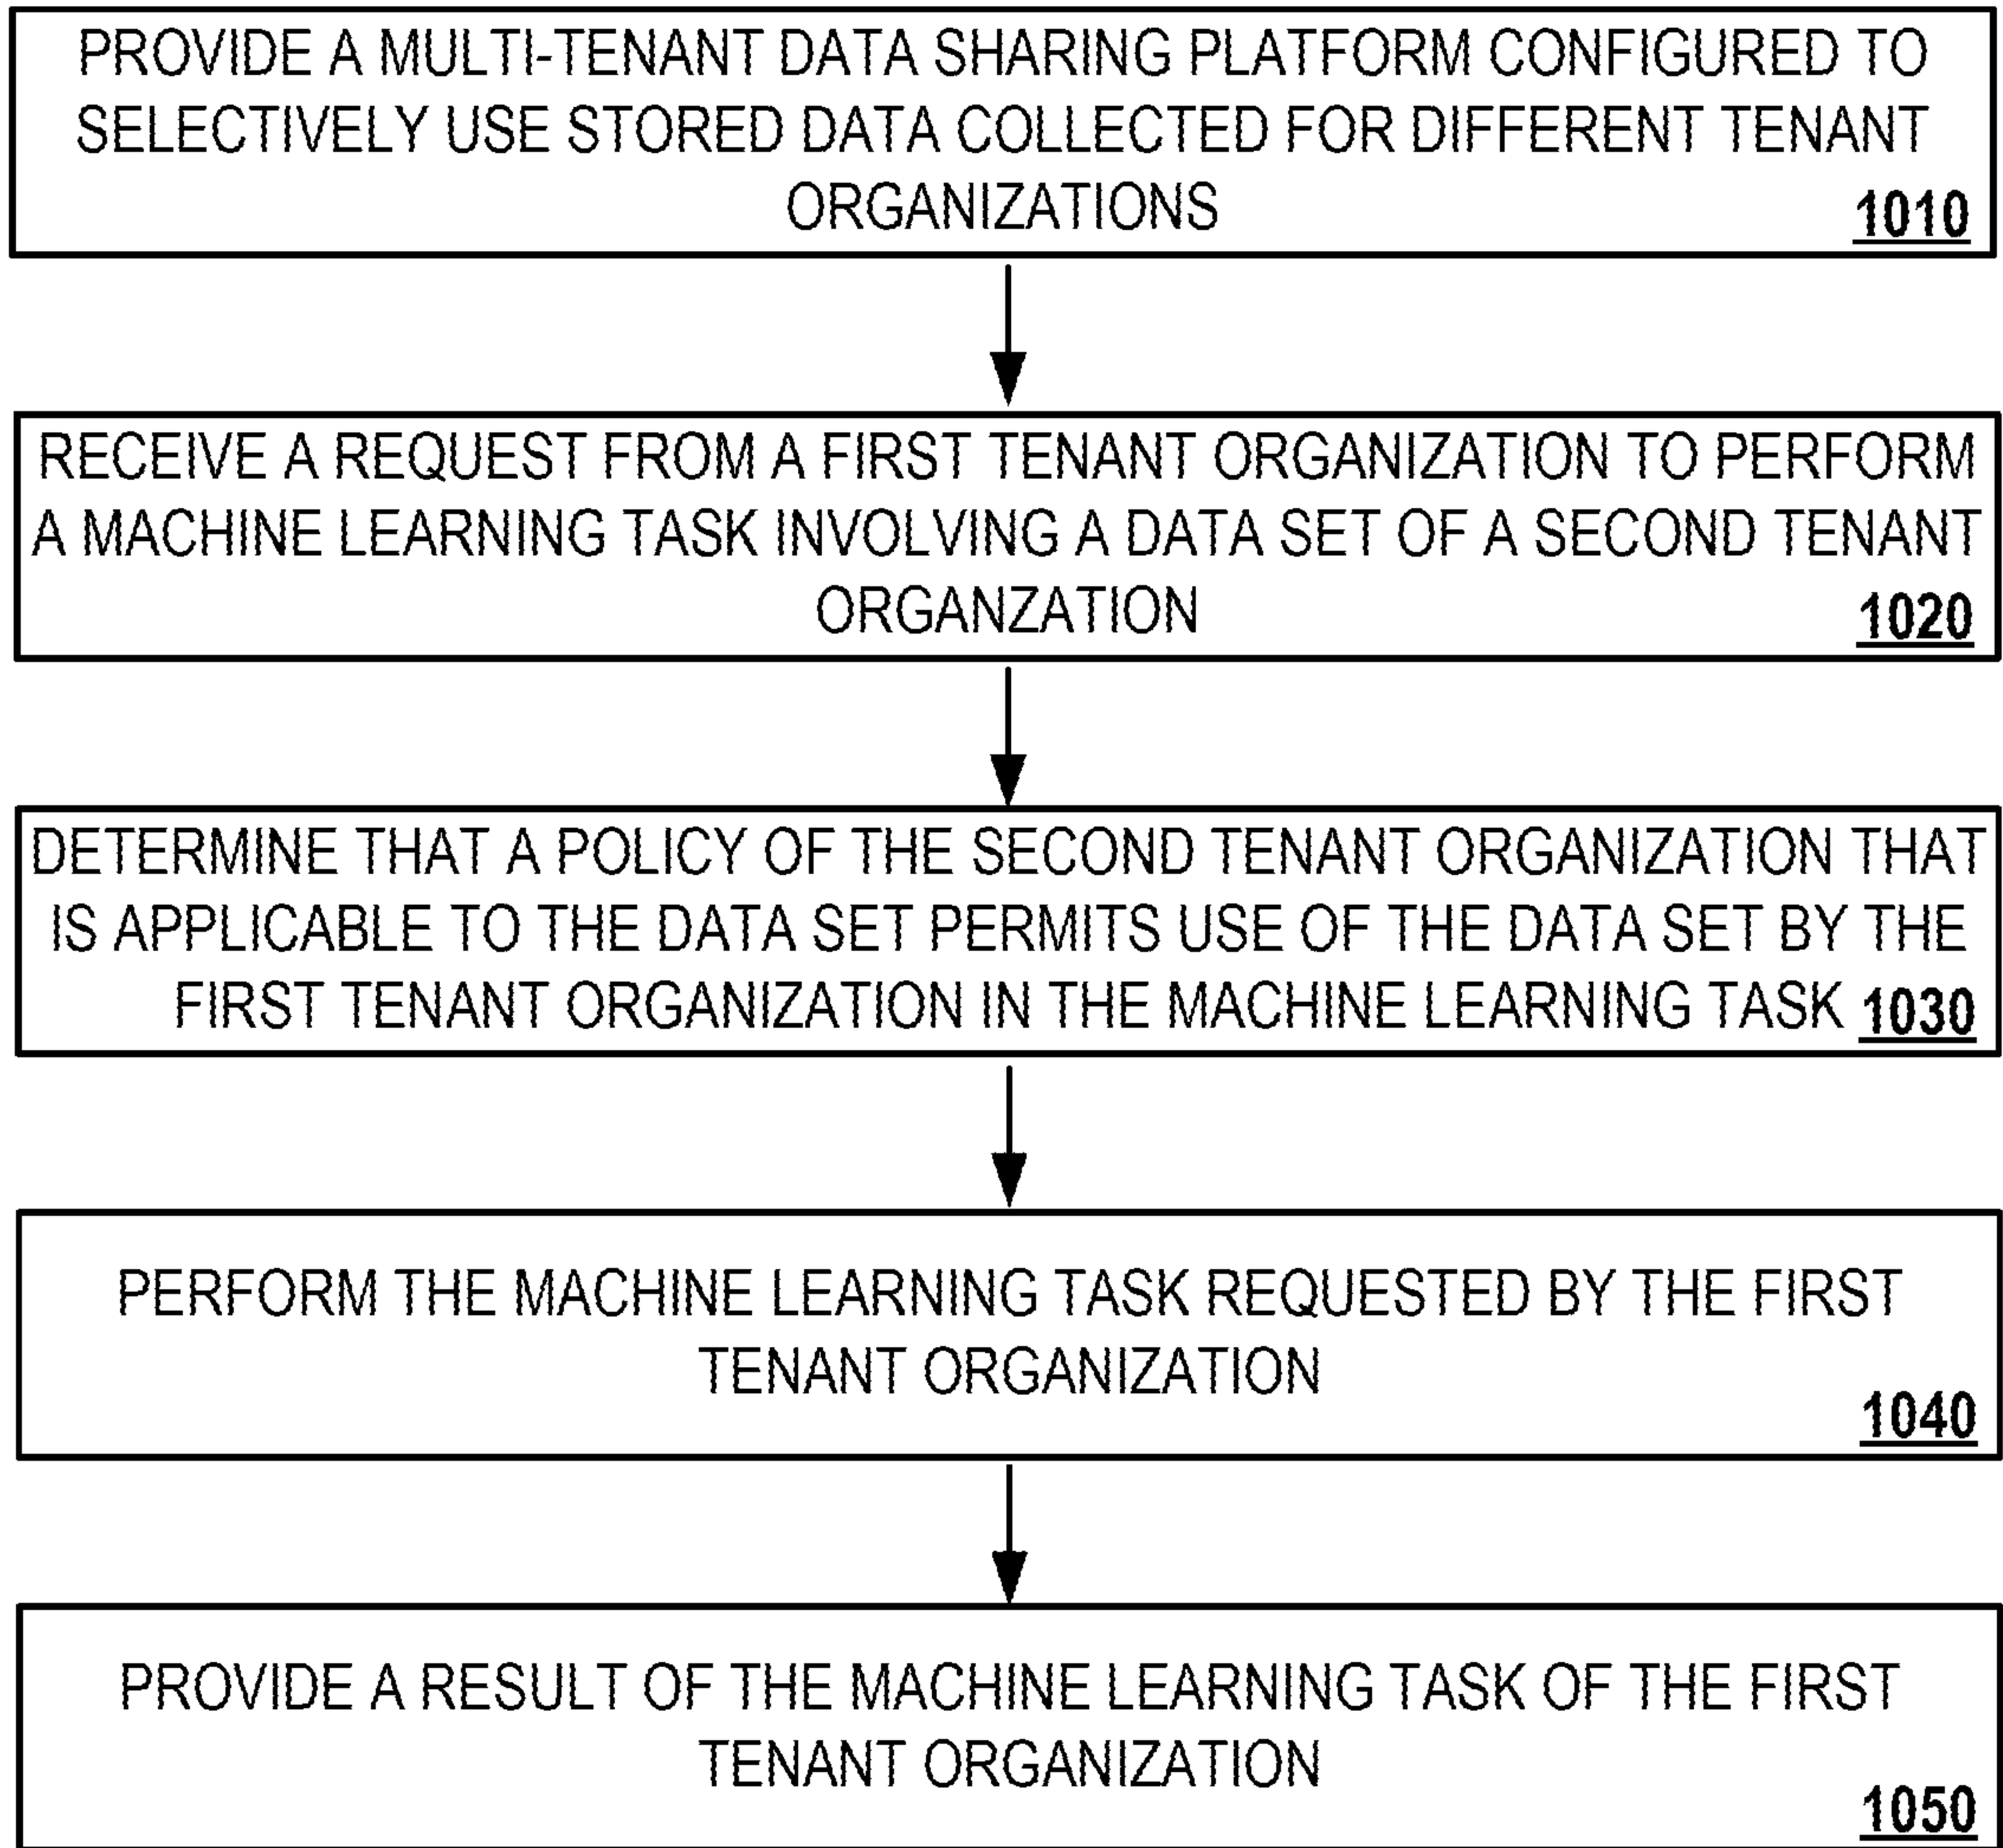 PROVIDE A MULTI-TENANT DATA SHARING PLATFORM CONFIGURED TO
SELECTIVELY USE STORED DATA COLLECTED FOR DIFFERENT TENANT
ORGANIZATIONS
1010
RECEIVE A REQUEST FROM A FIRST TENANT ORGANIZATION TO PERFORM
A MACHINE LEARNING TASK INVOLVING A DATA SET OF A SECOND TENANT
ORGANZATION
1020
DETERMINE THAT A POLICY OF THE SECOND TENANT ORGANIZATION THAT
IS APPLICABLE TO THE DATA SET PERMITS USE OF THE DATA SET BY THE
FIRST TENANT ORGANIZATION IN THE MACHINE LEARNING TASK 1030
PERFORM THE MACHINE LEARNING TASK REQUESTED BY THE FIRST
TENANT ORGANIZATION
1040
PROVIDE A RESULT OF THE MACHINE LEARNING TASK OF THE FIRST
TENANT ORGANIZATION
1050